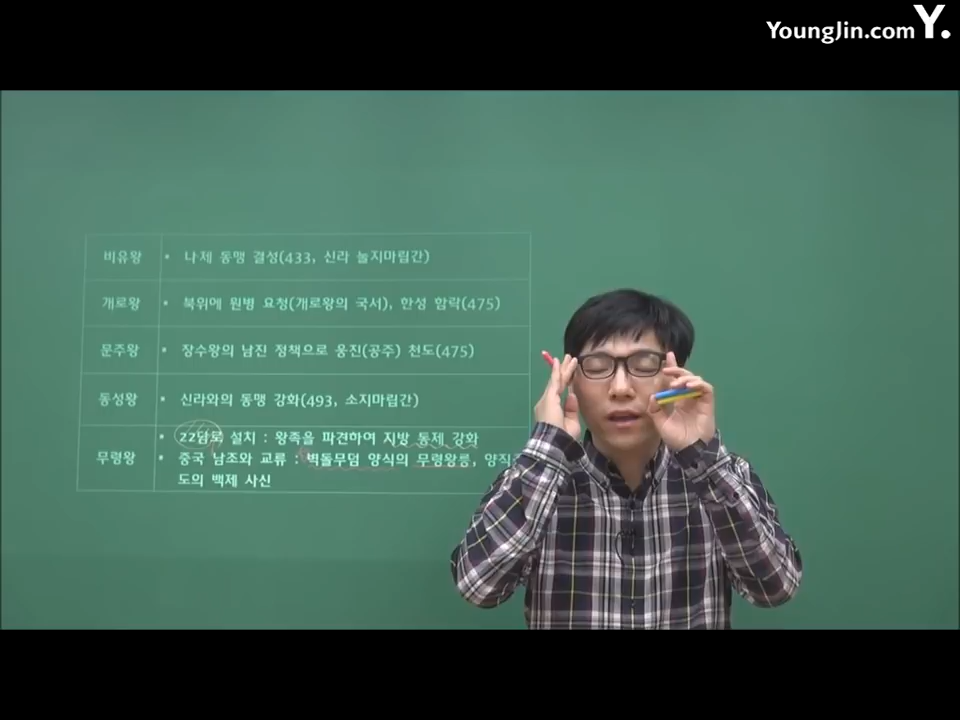 YoungJin.com Y.
비유왕 • 나·제 동맹 결성(433, 신라 눌지마립간)
개로왕 • 북위에 원병 요청(개로왕의 국서), 한성 함락(475)
문주왕 • 장수왕의 남진 정책으로 웅진(공주) 천도(475)
동성왕 • 신라와의 동맹 강화(493, 소지마립간)
무령왕 • 22담로 설치 : 왕족을 파견하여 지방 통제 강화
• 중국 남조와 교류 : 벽돌무덤 양식의 무령왕릉, 양직
도의 백제 사신